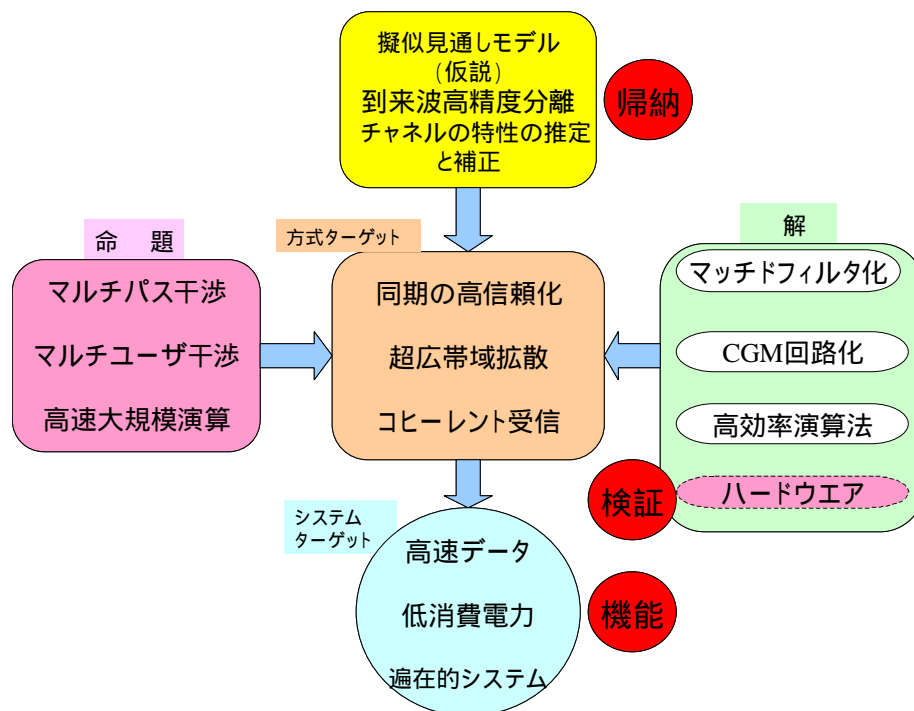 擬似見通しモデル
(仮説)
到来波高精度分離
チャネルの特性の推定
と補正
帰納
命　題
マルチパス干渉
マルチユーザ干渉
高速大規模演算
方式ターゲット
同期の高信頼化
超広帯域拡散
コヒーレント受信
解
マッチドフィルタ化
CGM回路化
高効率演算法
ハードウエア
検証
システム
ターゲット
高速データ
低消費電力
遍在的システム
機能